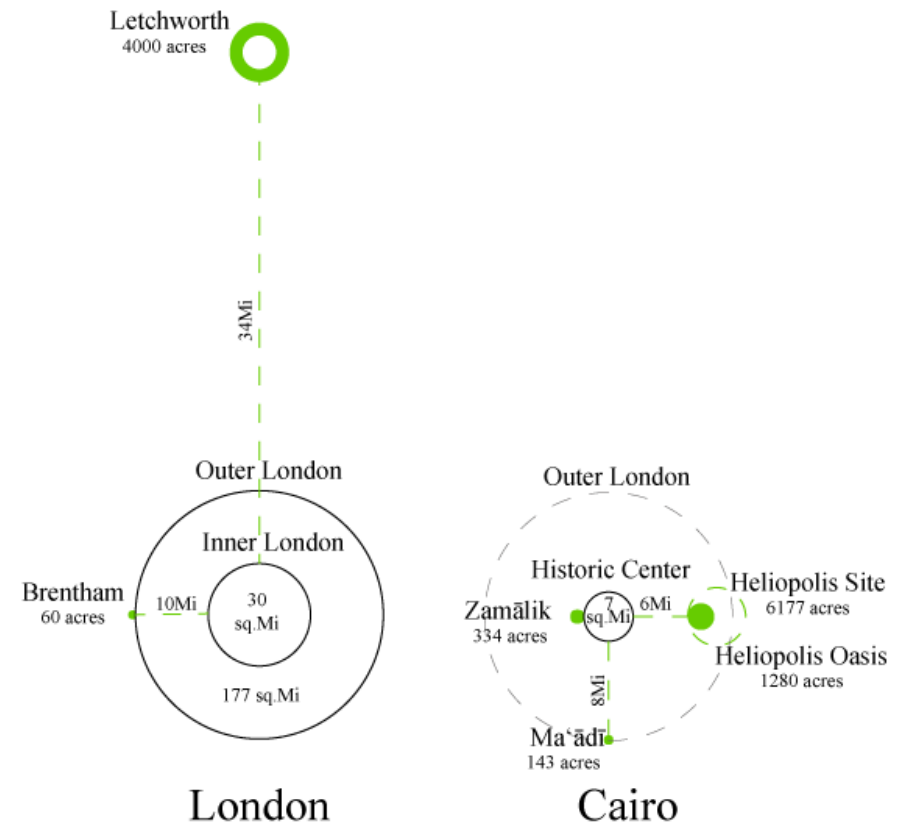 Letchworth
4000 acres
34Mi
Outer London
Inner London
30
sq.Mi
177 sq.Mi
Brentham
60 acres
10Mi
London
Outer London
Historic Center
7
sq.Mi
6Mi
Zamālik
334 acres
Heliopolis Site
6177 acres
Heliopolis Oasis
1280 acres
8Mi
Ma‘ādī
143 acres
Cairo